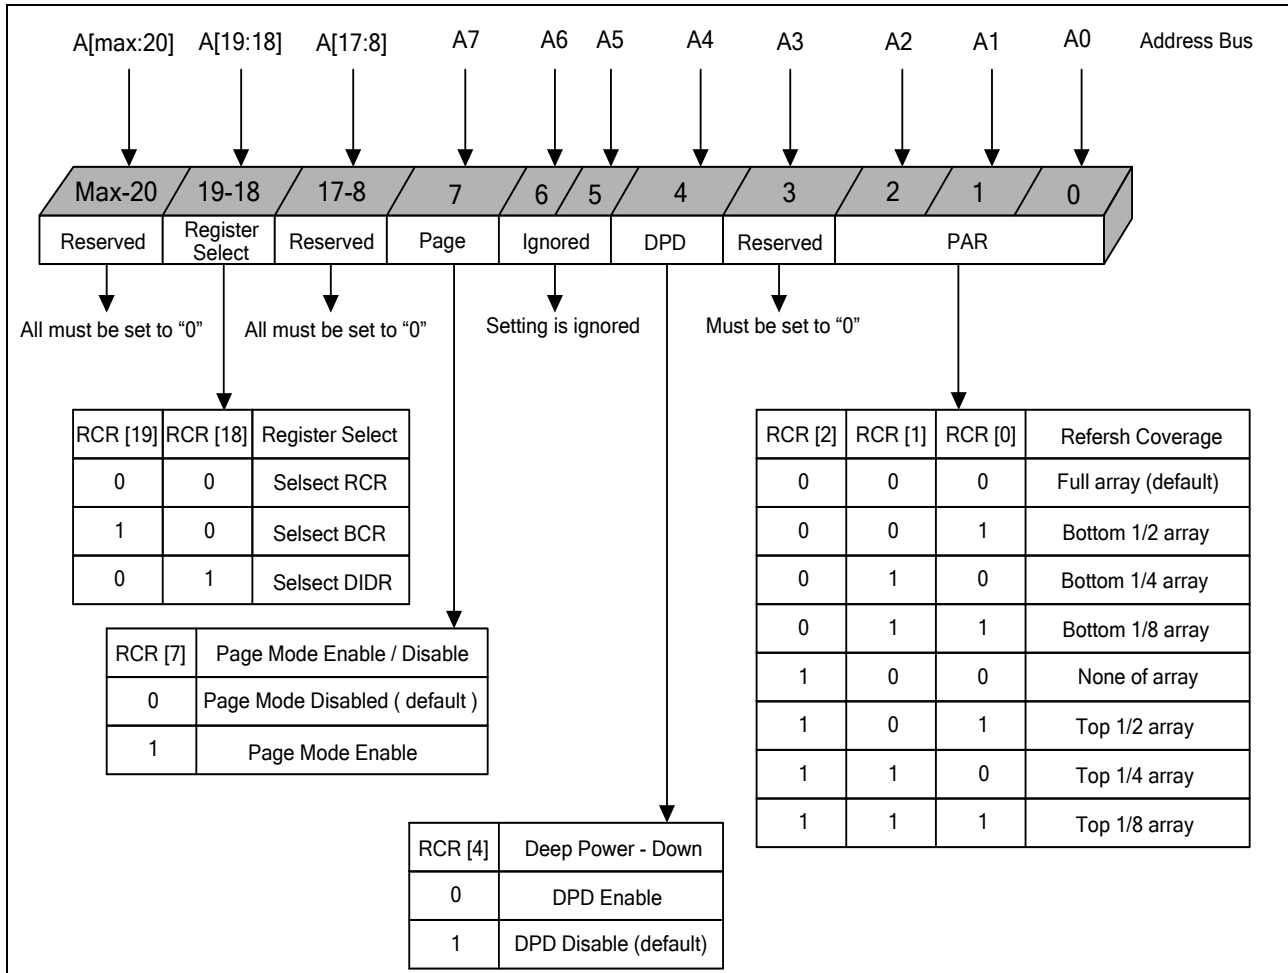 A[max:20] A[19:18] A[17:8] A7 A6 A5 A4 A3 A2 A1 A0 Address Bus
Max-20 19-18 17-8 7 6 5 4 3 2 1 0
Reserved Register Select Reserved Page Ignored DPD Reserved PAR
All must be set to “0” All must be set to “0” Setting is ignored Must be set to “0”
RCR [19] RCR [18] Register Select
0 0 Selsect RCR
1 0 Selsect BCR
0 1 Selsect DIDR
RCR [7] Page Mode Enable / Disable
0 Page Mode Disabled ( default )
1 Page Mode Enable
RCR [4] Deep Power - Down
0 DPD Enable
1 DPD Disable (default)
RCR [2] RCR [1] RCR [0] Refersh Coverage
0 0 0 Full array (default)
0 0 1 Bottom 1/2 array
0 1 0 Bottom 1/4 array
0 1 1 Bottom 1/8 array
1 0 0 None of array
1 0 1 Top 1/2 array
1 1 0 Top 1/4 array
1 1 1 Top 1/8 array